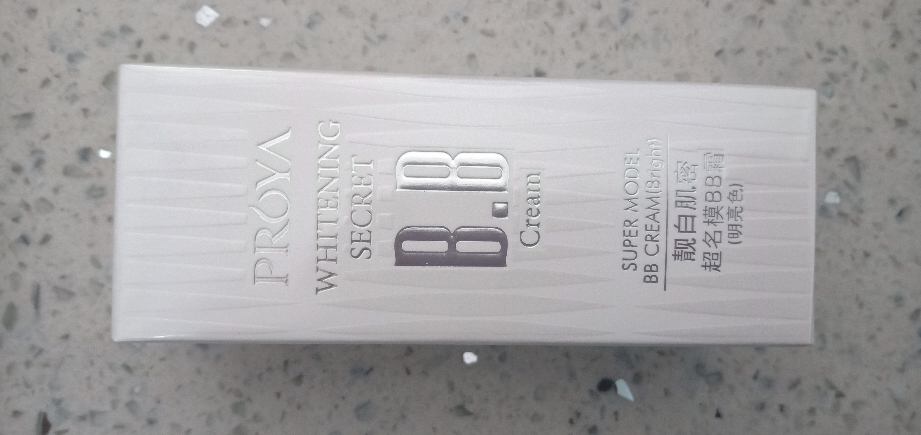 PRŌYA
WHITENING
SECRET
B.B
Cream
SUPER MODEL
BB CREAM(Bright)
靓白肌密
超名模BB霜
(明亮色)